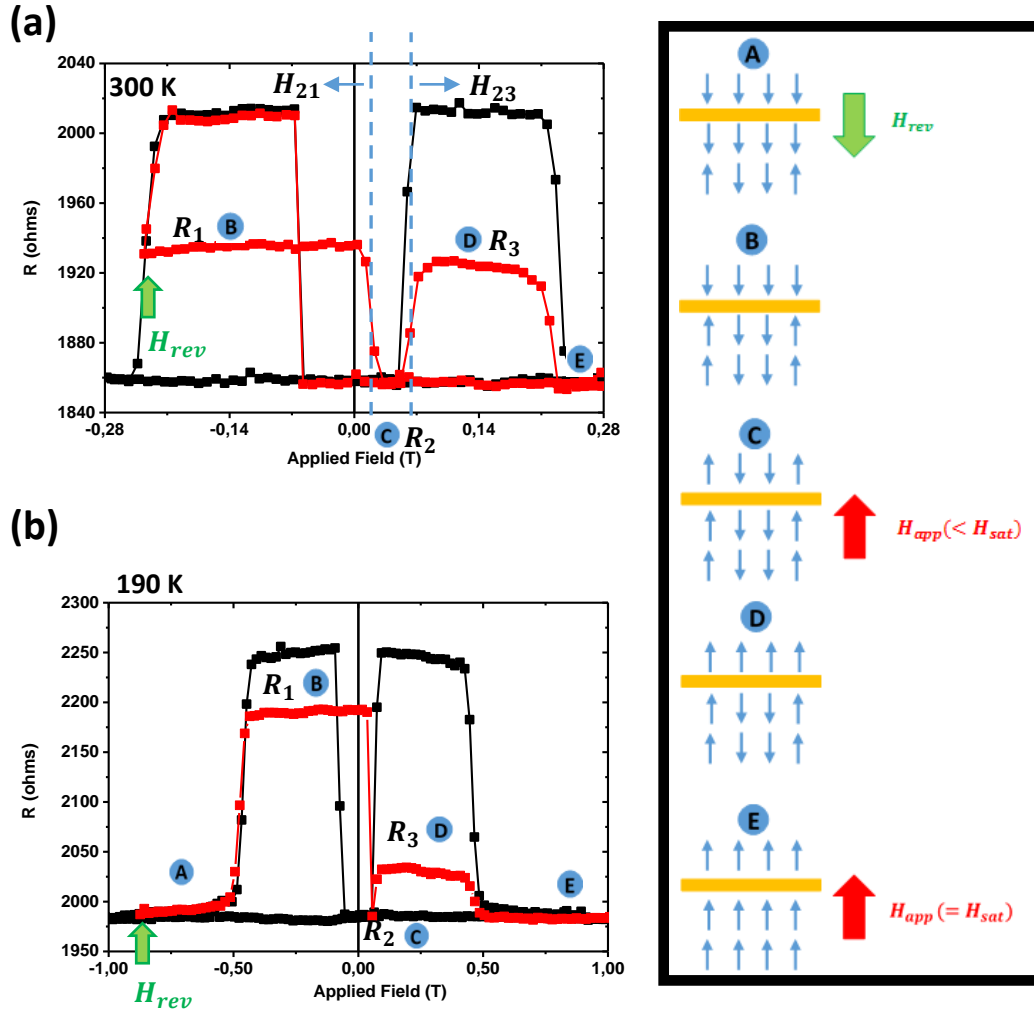 (a)
300 K
R (ohms)
2040
2000
1960
1920
1880
1840
H21
H23
R1
B
D
R3
Hrev
E
C
R2
-0,28
-0,14
0,00
0,14
0,28
Applied Field (T)
(b)
190 K
R (ohms)
2300
2250
2200
2150
2100
2050
2000
1950
R1
B
R3
D
A
E
R2
C
-1,00
-0,50
0,00
0,50
1,00
Applied Field (T)
Hrev
A
Hrev
B
C
Happ(< Hsat)
D
E
Happ(= Hsat)